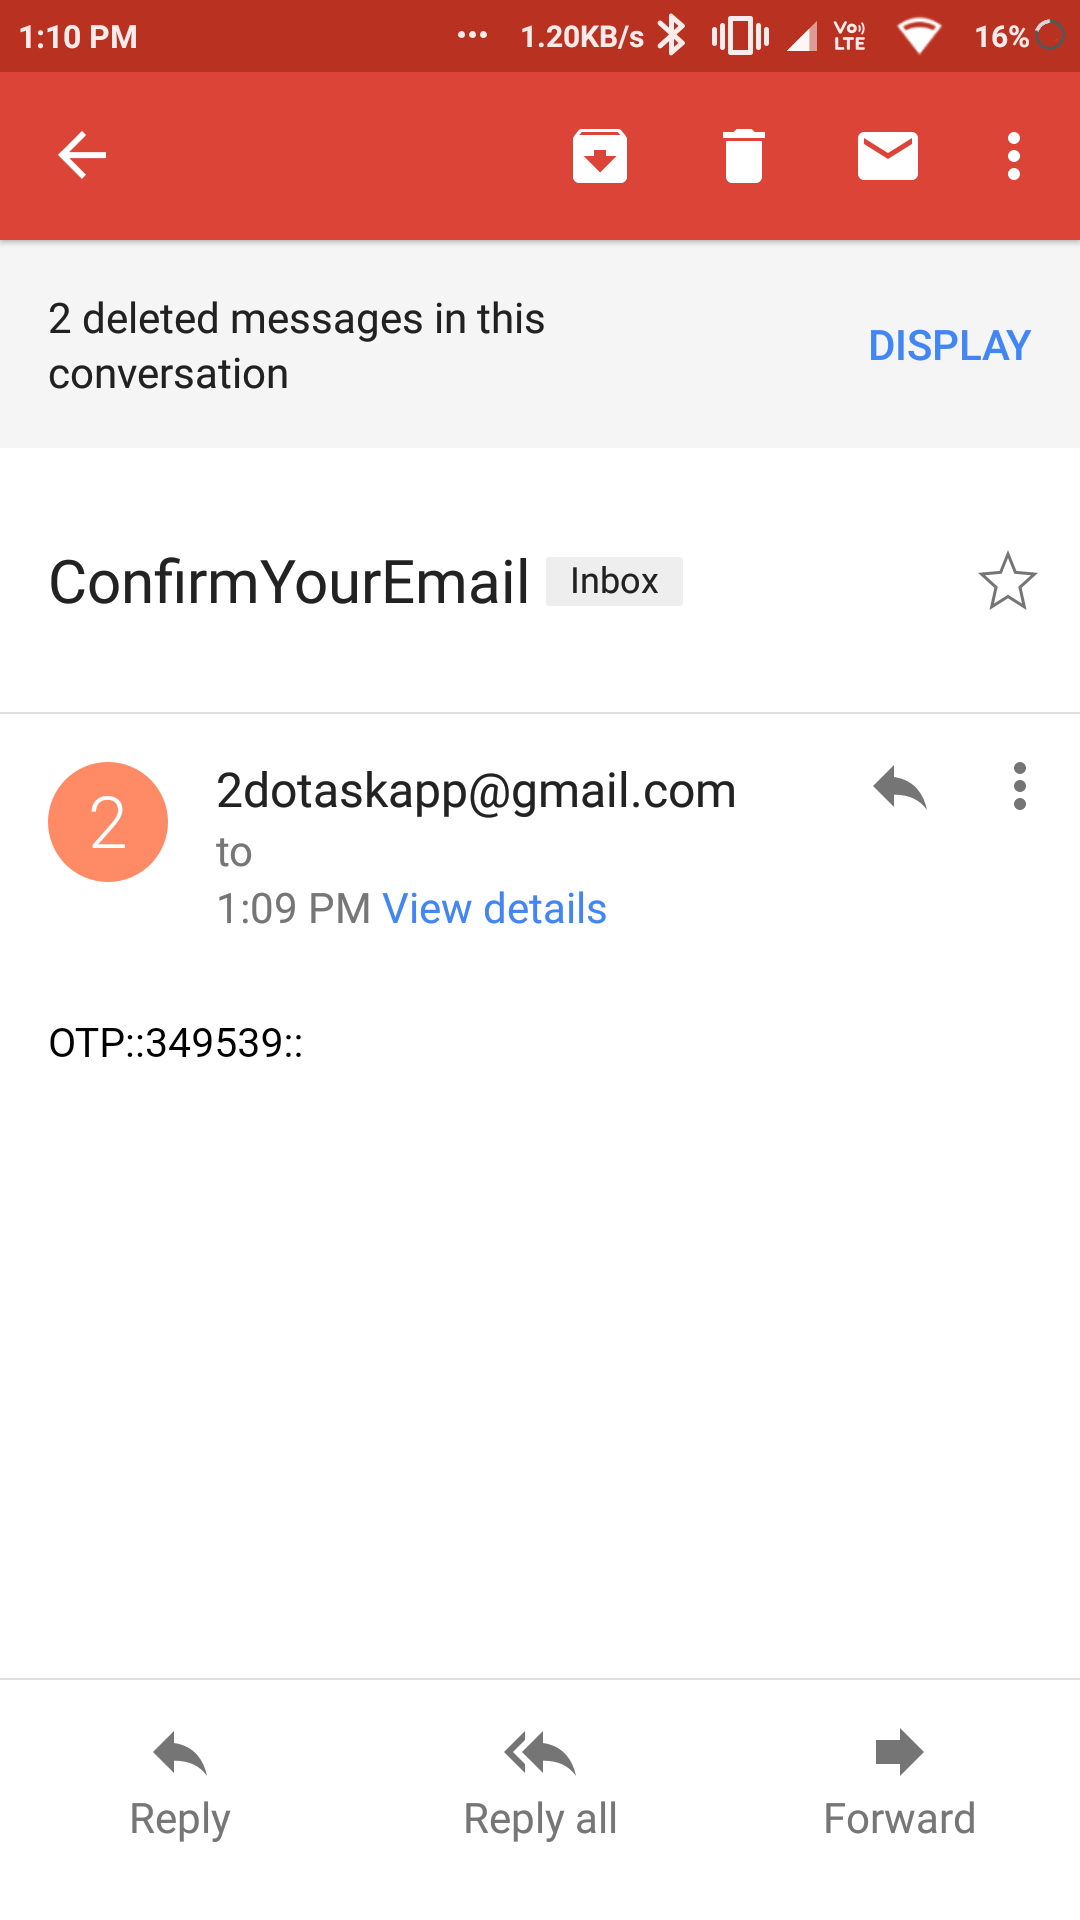 1:10 PM ... 1.20KB/s Vo)) LTE 16%
2 deleted messages in this
conversation
DISPLAY
ConfirmYourEmail Inbox
2
2dotaskapp@gmail.com
to
1:09 PM View details
OTP::349539::
Reply Reply all Forward